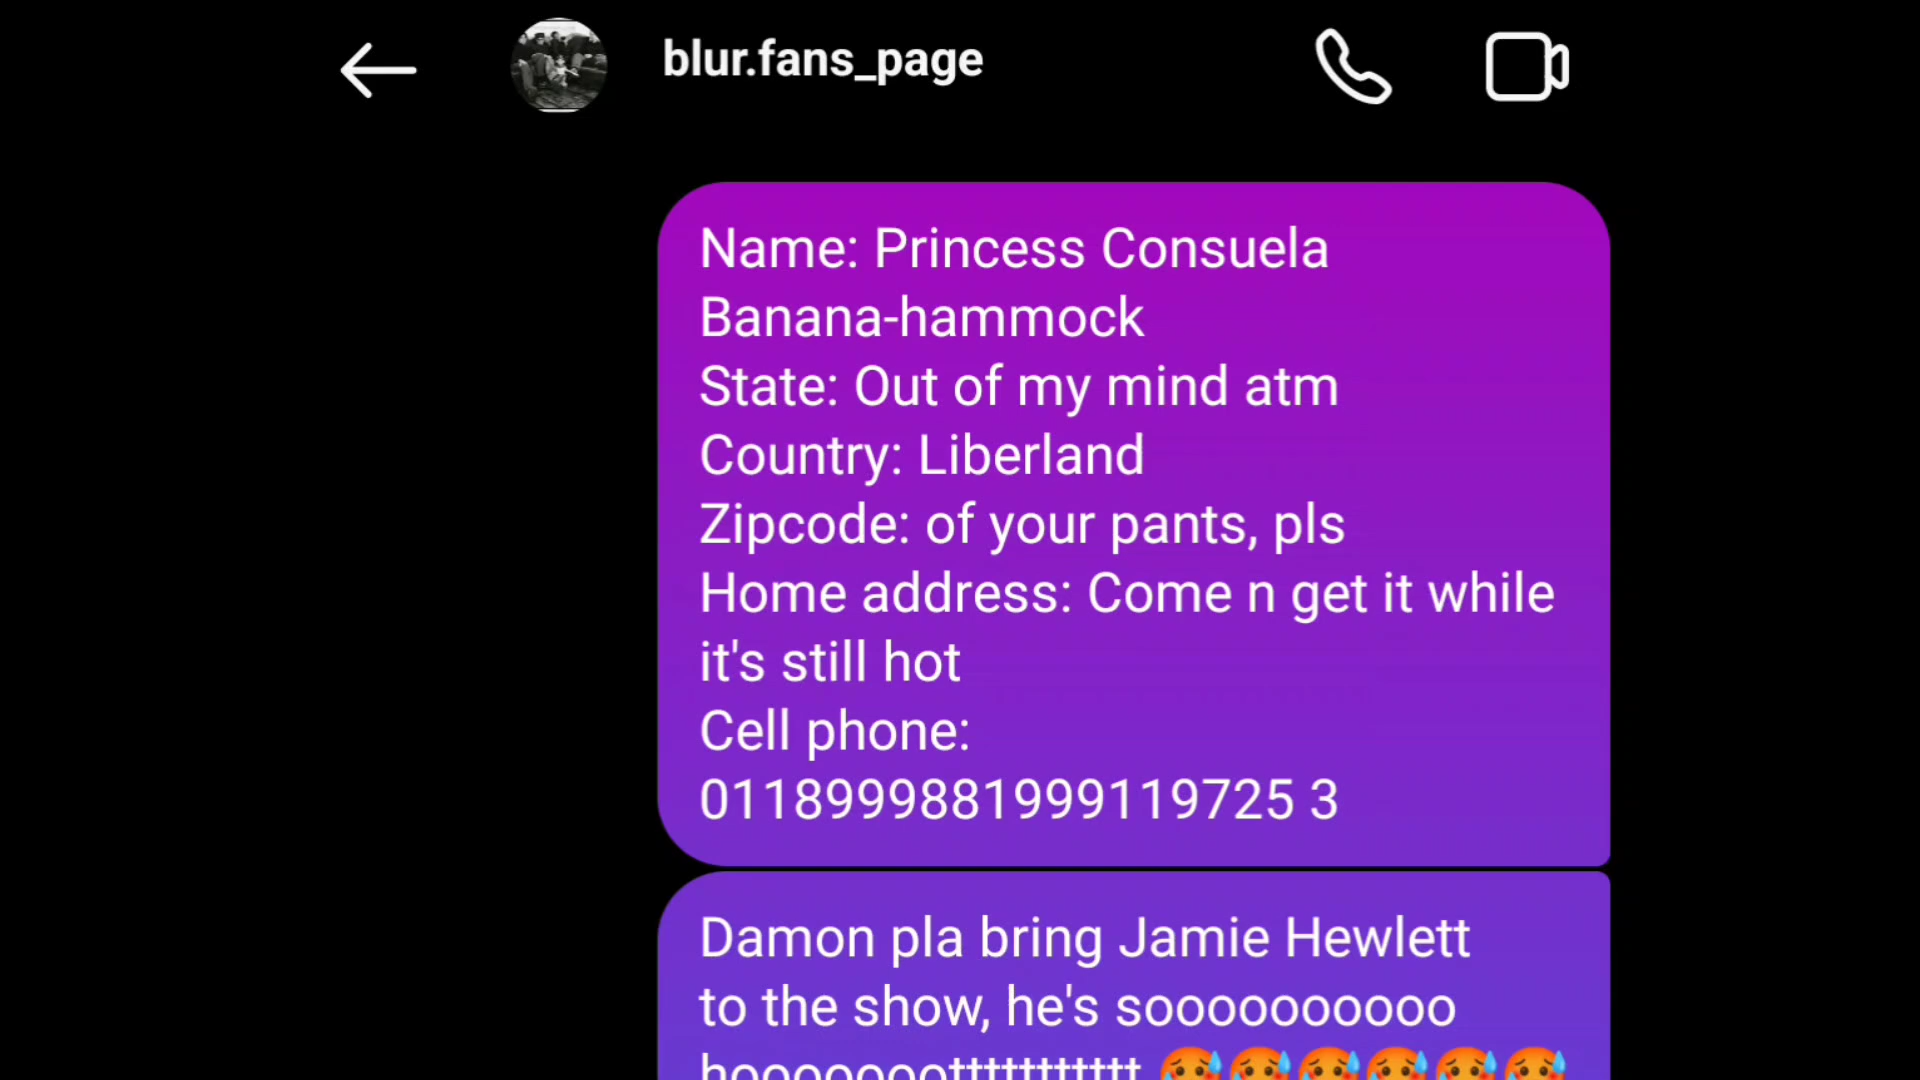 blur.fans_page
Name: Princess Consuela
Banana-hammock
State: Out of my mind atm
Country: Liberland
Zipcode: of your pants, pls
Home address: Come n get it while
it's still hot
Cell phone:
0118999881999119725 3
Damon pla bring Jamie Hewlett
to the show, he's soooooooooo
hooooooottttttttttt 🥵🥵🥵🥵🥵🥵